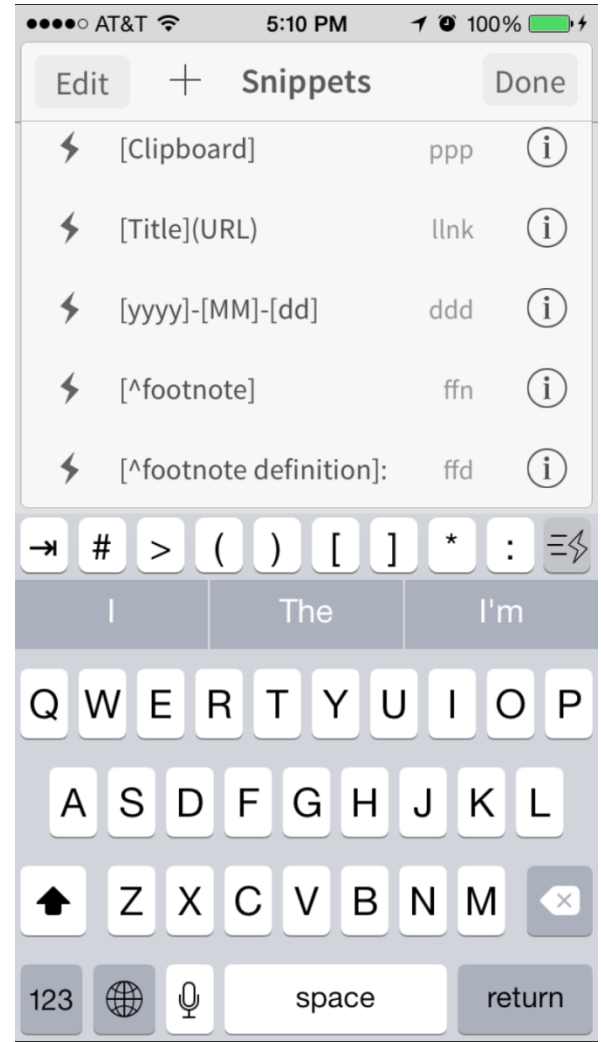 AT&T 5:10 PM 100%
Edit + Snippets Done
[Clipboard] ppp i
[Title](URL) llnk i
[yyyy]-[MM]-[dd] ddd i
[^footnote] ffn i
[^footnote definition]: ffd i
⇥ # > ( ) [ ] * :
I The I'm
Q W E R T Y U I O P
A S D F G H J K L
Z X C V B N M
123 space return